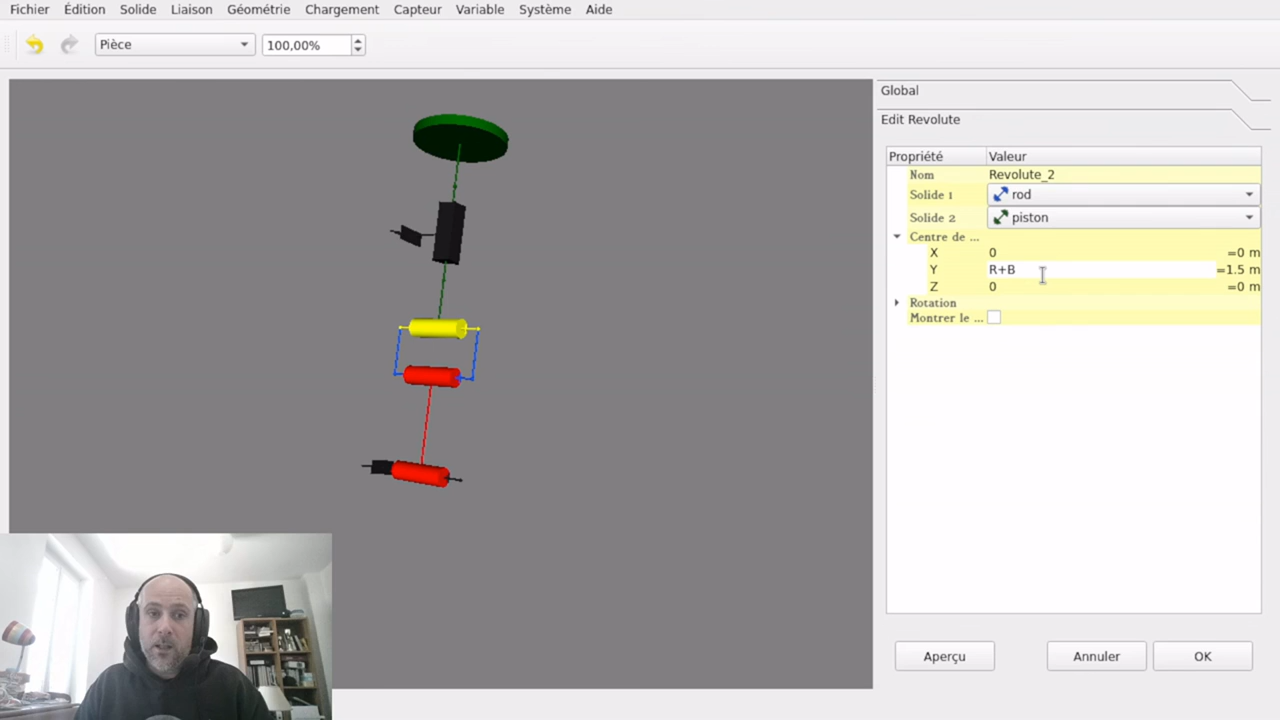 Fichier Édition Solide Liaison Géométrie Chargement Capteur Variable Système Aide
Pièce 100,00%
Global
Edit Revolute
Propriété Valeur
Nom Revolute_2
Solide 1 rod
Solide 2 piston
Centre de ...
X 0 =0 m
Y R+B =1.5 m
Z 0 =0 m
Rotation
Montrer le ...
Aperçu Annuler OK